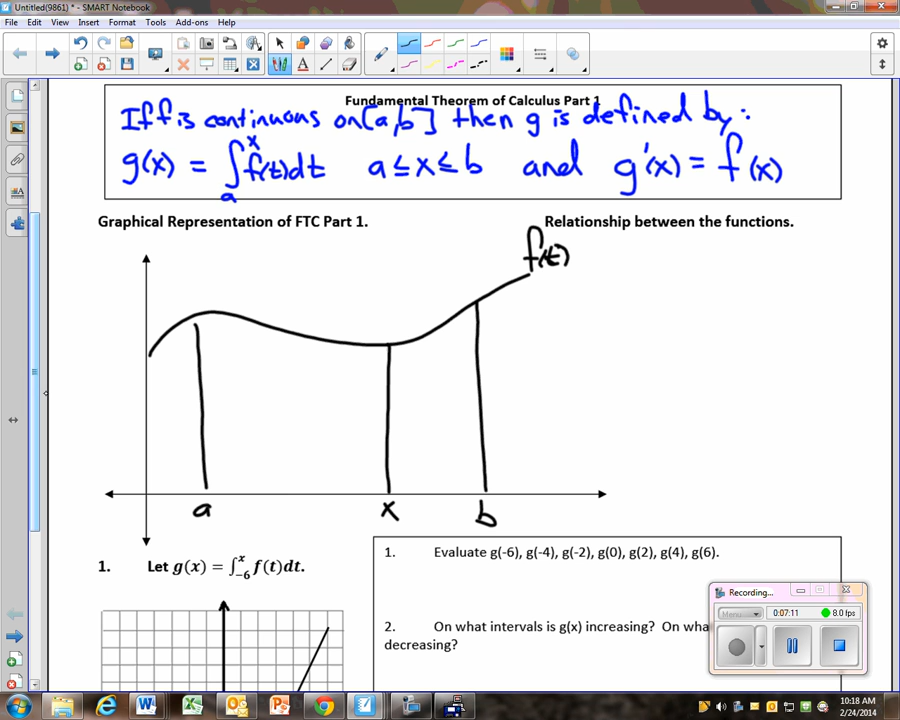 Untitled(9861) * - SMART Notebook
File Edit View Insert Format Tools Add-ons Help
Fundamental Theorem of Calculus Part 1
If f is continuous on [a,b] then g is defined by:
g(x) = ∫ₐˣ f(t)dt a ≤ x ≤ b and g'(x) = f(x)
Graphical Representation of FTC Part 1. Relationship between the functions.
f(t)
a x b
1. Let g(x) = ∫₋₆ˣ f(t)dt.
1. Evaluate g(-6), g(-4), g(-2), g(0), g(2), g(4), g(6).
2. On what intervals is g(x) increasing? On wha
decreasing?
Recording...
Menu 0:07:11 8.0 fps
10:18 AM
2/24/2014